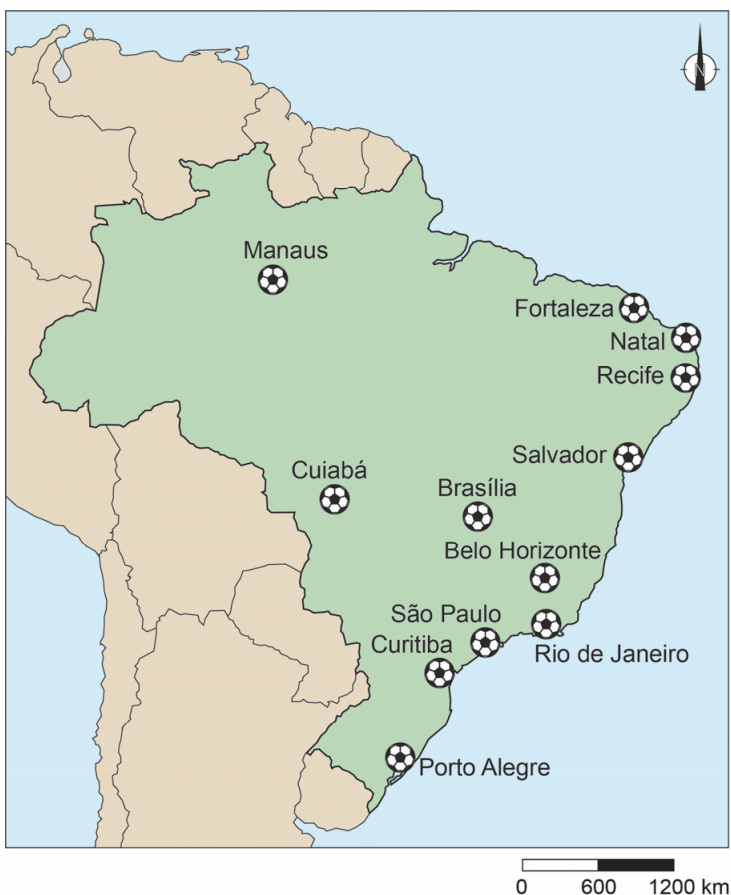 N
Manaus
Fortaleza
Natal
Recife
Salvador
Cuiabá
Brasília
Belo Horizonte
São Paulo
Curitiba
Rio de Janeiro
Porto Alegre
0 600 1200 km